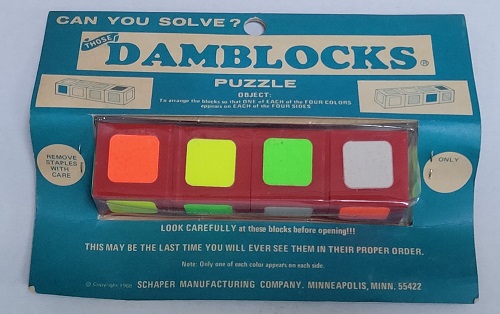 CAN YOU SOLVE?
THOSE
DAMBLOCKS®
PUZZLE
OBJECT:
To arrange the blocks so that ONE of EACH of the FOUR COLORS
appears on EACH of the FOUR SIDES
REMOVE
STAPLES
WITH
CARE
ONLY
LOOK CAREFULLY at these blocks before opening!!!
THIS MAY BE THE LAST TIME YOU WILL EVER SEE THEM IN THEIR PROPER ORDER.
Note: Only one of each color appears on each side.
© Copyright 1968 SCHAPER MANUFACTURING COMPANY, MINNEAPOLIS, MINN. 55422